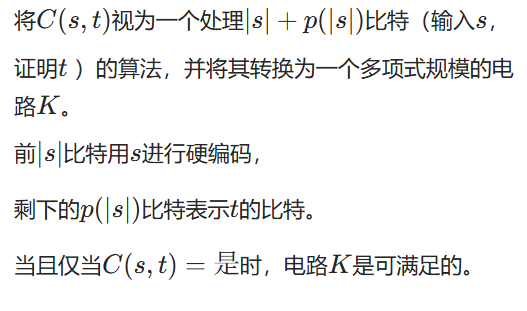 将C(s,t)视为一个处理|s| + p(|s|)比特（输入s，
证明t ）的算法，并将其转换为一个多项式规模的电
路K。
前|s|比特用s进行硬编码，
剩下的p(|s|)比特表示t的比特。
当且仅当C(s,t) = 是时，电路K是可满足的。